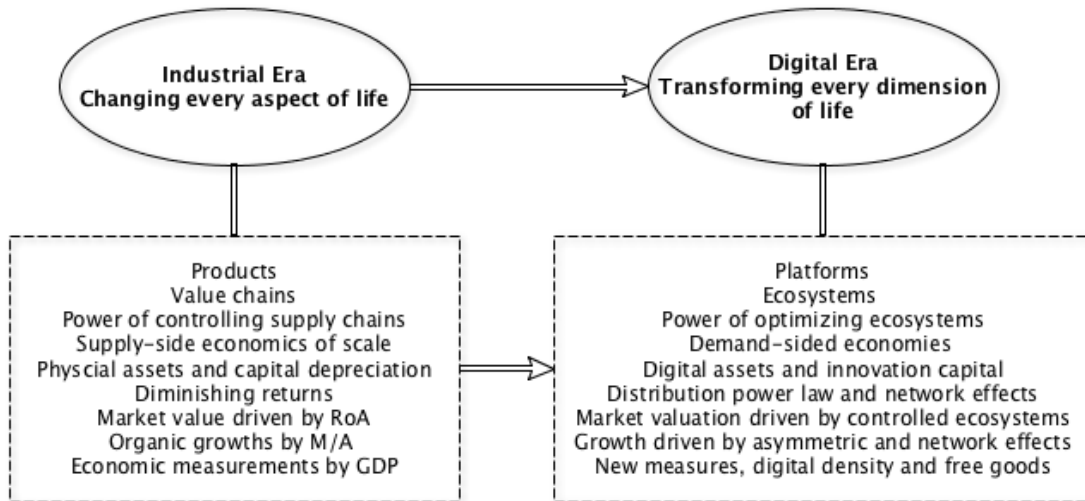 Industrial Era
Changing every aspect of life
Digital Era
Transforming every dimension
of life
Products
Value chains
Power of controlling supply chains
Supply-side economics of scale
Physcial assets and capital depreciation
Diminishing returns
Market value driven by RoA
Organic growths by M/A
Economic measurements by GDP
Platforms
Ecosystems
Power of optimizing ecosystems
Demand-sided economies
Digital assets and innovation capital
Distribution power law and network effects
Market valuation driven by controlled ecosystems
Growth driven by asymmetric and network effects
New measures, digital density and free goods